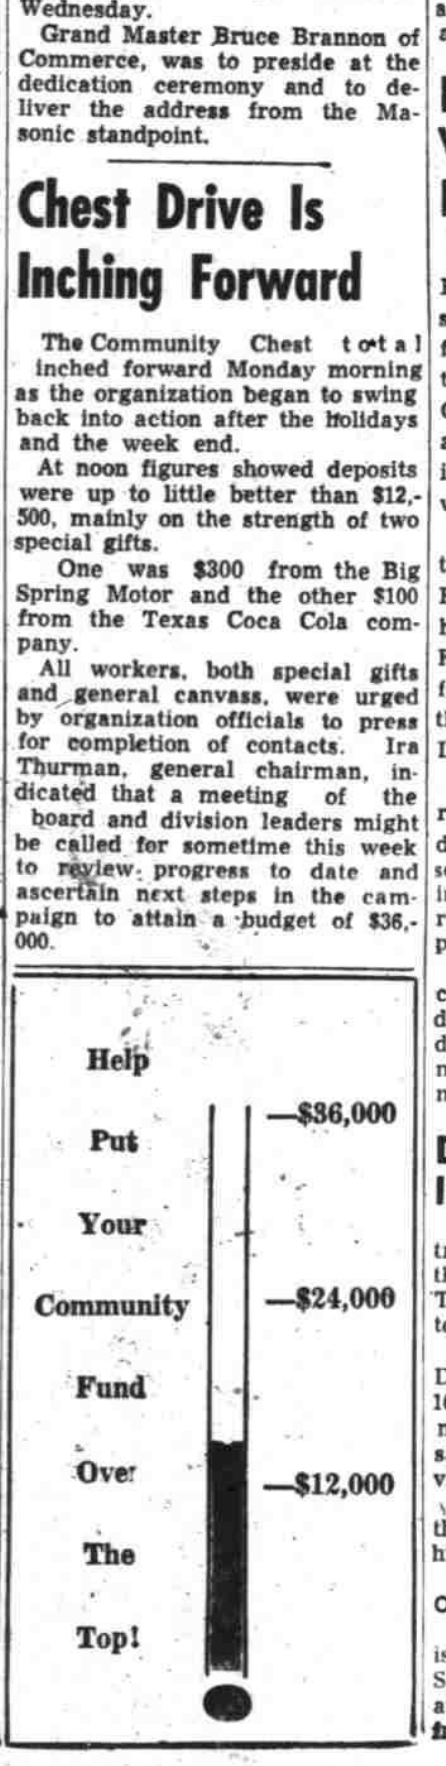 Wednesday.
Grand Master Bruce Brannon of
Commerce, was to preside at the
dedication ceremony and to de-
liver the address from the Ma-
sonic standpoint.
Chest Drive Is
Inching Forward
The Community Chest total
inched forward Monday morning
as the organization began to swing
back into action after the holidays
and the week end.
At noon figures showed deposits
were up to little better than $12,-
500, mainly on the strength of two
special gifts.
One was $300 from the Big
Spring Motor and the other $100
from the Texas Coca Cola com-
pany.
All workers, both special gifts
and general canvass, were urged
by organization officials to press
for completion of contacts. Ira
Thurman, general chairman, in-
dicated that a meeting of the
board and division leaders might
be called for sometime this week
to review progress to date and
ascertain next steps in the cam-
paign to attain a budget of $36,-
000.
Help
—$36,000
Put
Your
Community
—$24,000
Fund
Over
—$12,000
The
Top!